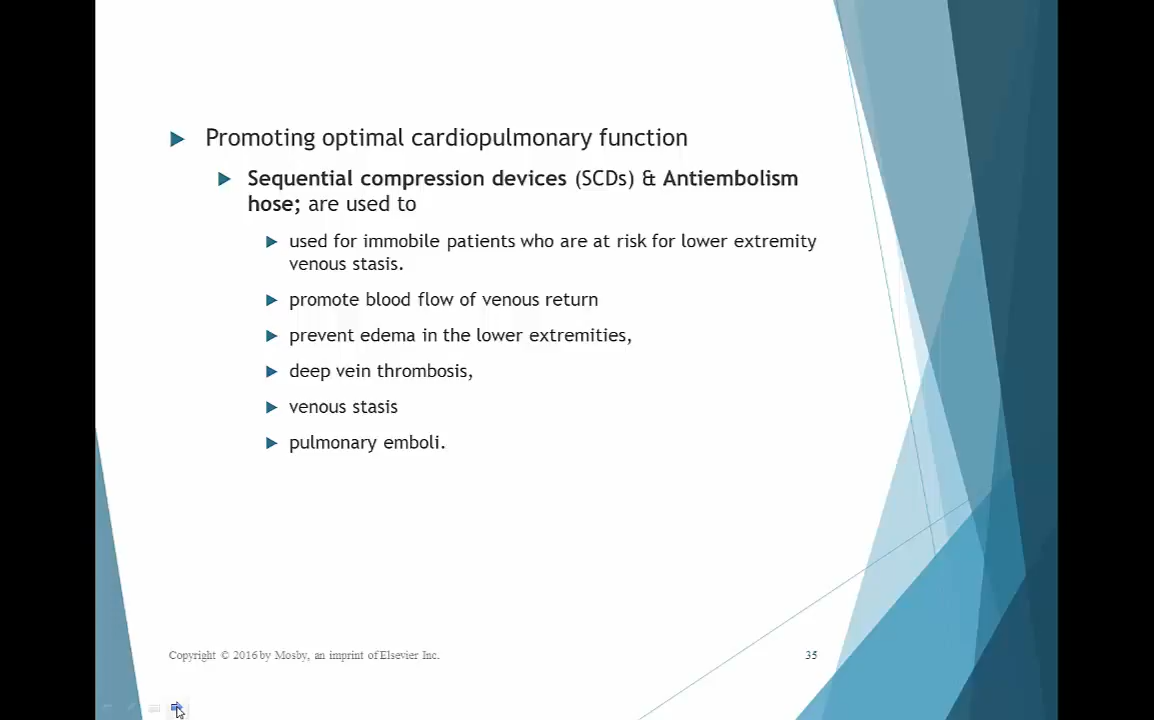 Promoting optimal cardiopulmonary function
Sequential compression devices (SCDs) & Antiembolism
hose; are used to
used for immobile patients who are at risk for lower extremity
venous stasis.
promote blood flow of venous return
prevent edema in the lower extremities,
deep vein thrombosis,
venous stasis
pulmonary emboli.
Copyright © 2016 by Mosby, an imprint of Elsevier Inc.
35